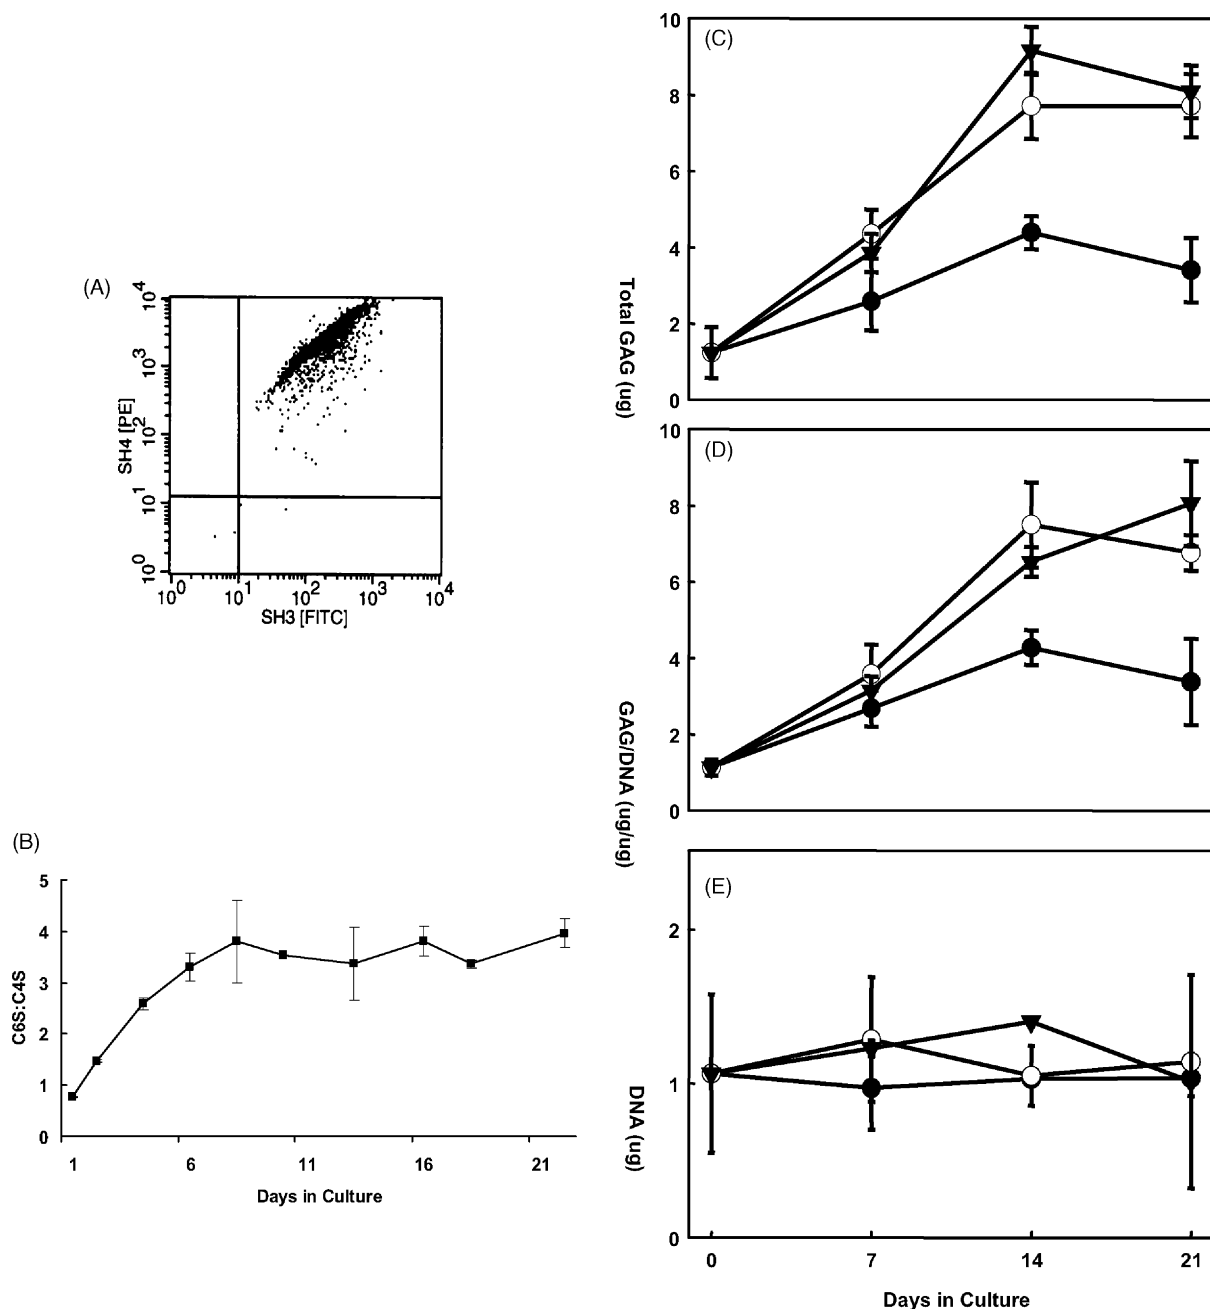 (A)
SH4 [PE]
10^4
10^3
10^2
10^1
10^0
10^0 10^1 10^2 10^3 10^4
SH3 [FITC]
(B)
C6S:C4S
5
4
3
2
1
0
1 6 11 16 21
Days in Culture
(C)
Total GAG (ug)
10
8
6
4
2
0
(D)
GAG/DNA (ug/ug)
10
8
6
4
2
0
(E)
DNA (ug)
2
1
0
0 7 14 21
Days in Culture